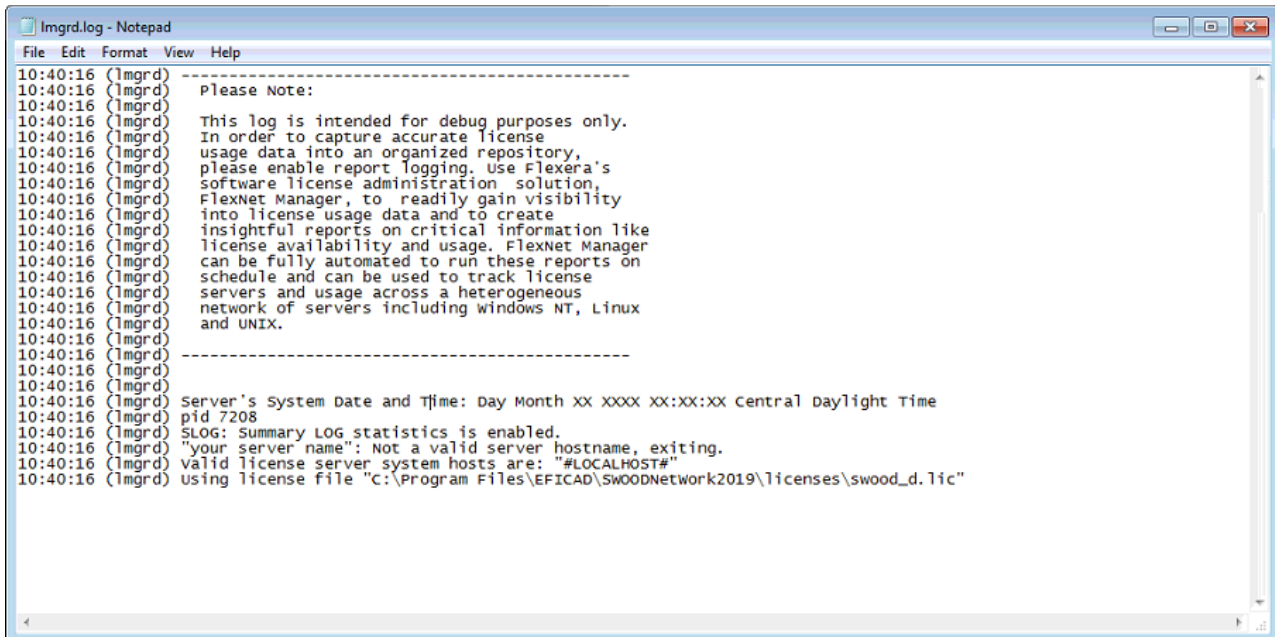 lmgrd.log - Notepad
File Edit Format View Help
10:40:16 (lmgrd) -----------------------------------------------
10:40:16 (lmgrd)   Please Note:
10:40:16 (lmgrd)
10:40:16 (lmgrd)   This log is intended for debug purposes only.
10:40:16 (lmgrd)   In order to capture accurate license
10:40:16 (lmgrd)   usage data into an organized repository,
10:40:16 (lmgrd)   please enable report logging. Use Flexera's
10:40:16 (lmgrd)   software license administration  solution,
10:40:16 (lmgrd)   FlexNet Manager, to  readily gain visibility
10:40:16 (lmgrd)   into license usage data and to create
10:40:16 (lmgrd)   insightful reports on critical information like
10:40:16 (lmgrd)   license availability and usage. FlexNet Manager
10:40:16 (lmgrd)   can be fully automated to run these reports on
10:40:16 (lmgrd)   schedule and can be used to track license
10:40:16 (lmgrd)   servers and usage across a heterogeneous
10:40:16 (lmgrd)   network of servers including Windows NT, Linux
10:40:16 (lmgrd)   and UNIX.
10:40:16 (lmgrd)
10:40:16 (lmgrd) -----------------------------------------------
10:40:16 (lmgrd)
10:40:16 (lmgrd)
10:40:16 (lmgrd) Server's System Date and Time: Day Month XX XXXX XX:XX:XX Central Daylight Time
10:40:16 (lmgrd) pid 7208
10:40:16 (lmgrd) SLOG: Summary LOG statistics is enabled.
10:40:16 (lmgrd) "your server name": Not a valid server hostname, exiting.
10:40:16 (lmgrd) Valid license server system hosts are: "#LOCALHOST#"
10:40:16 (lmgrd) Using license file "C:\Program Files\EFICAD\SWOODNetWork2019\licenses\swood_d.lic"